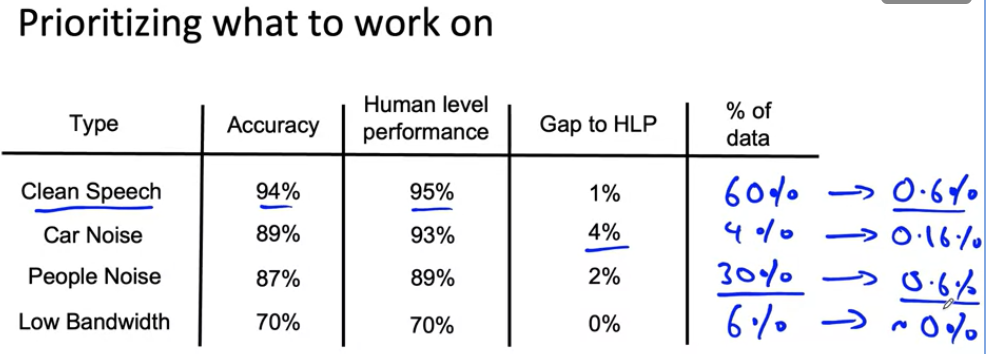 Prioritizing what to work on
Type Accuracy Human level performance Gap to HLP % of data
Clean Speech 94% 95% 1% 60% → 0.6%
Car Noise 89% 93% 4% 4% → 0.16%
People Noise 87% 89% 2% 30% → 0.6%
Low Bandwidth 70% 70% 0% 6% → ~0%